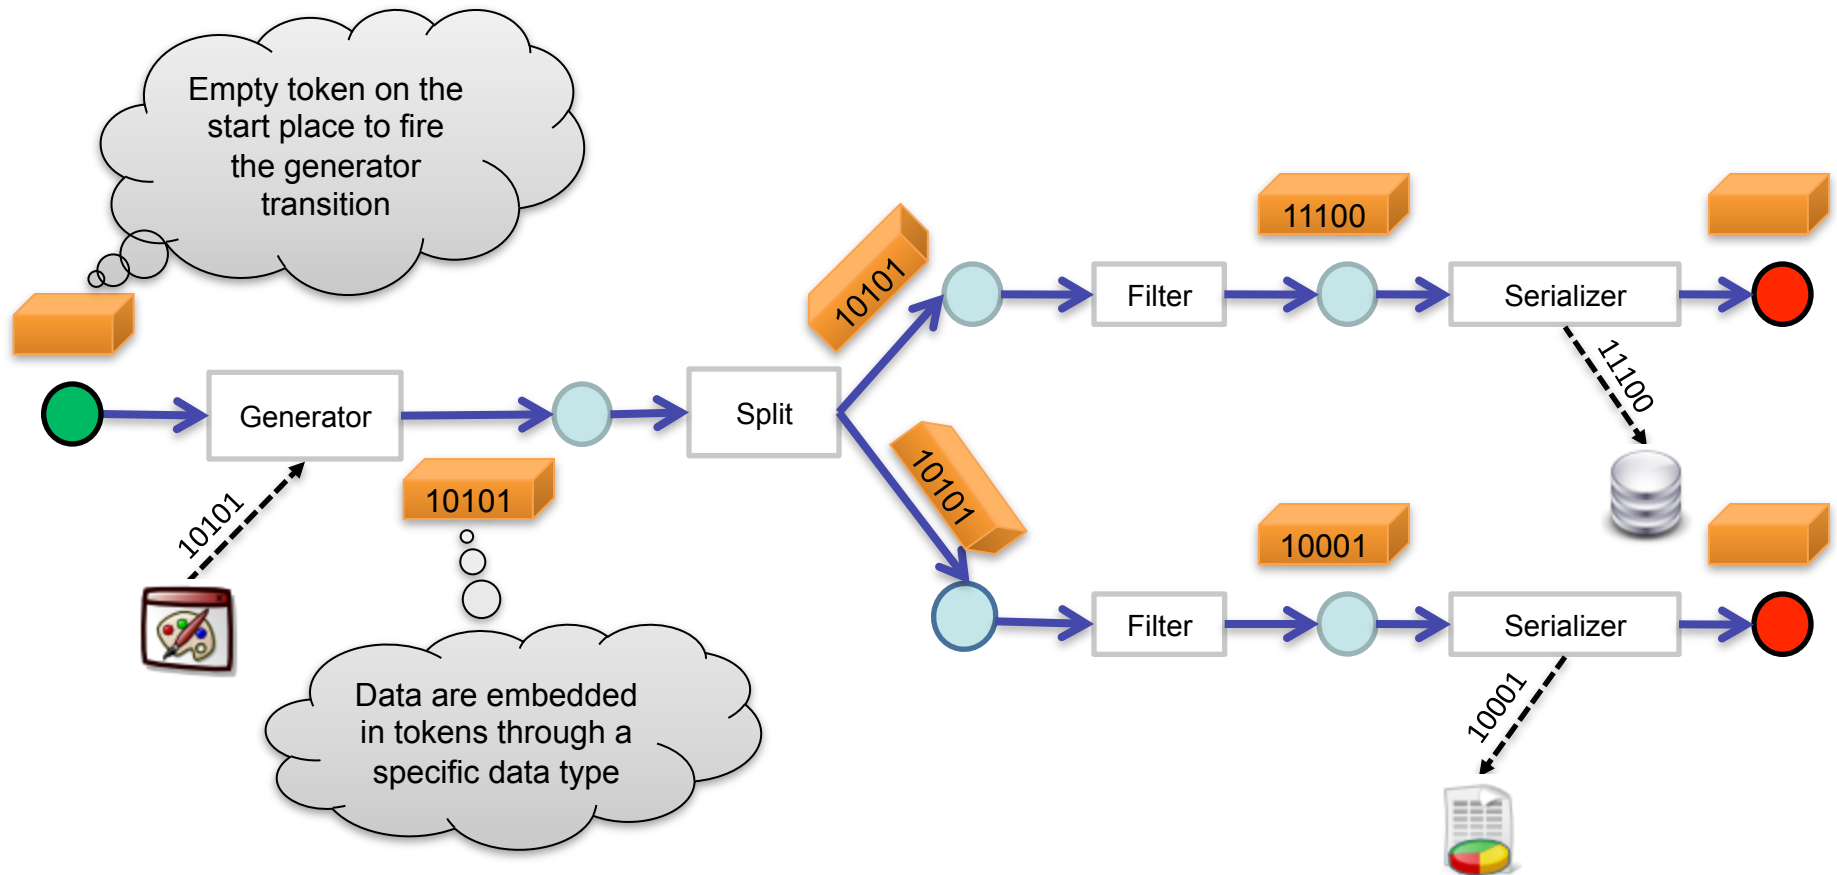 Empty token on the
start place to fire
the generator
transition
Generator
10101
10101
Data are embedded
in tokens through a
specific data type
Split
10101
10101
Filter
11100
Serializer
11100
Filter
10001
Serializer
10001